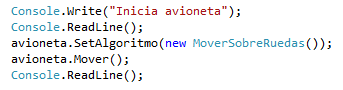 Console.Write("Inicia avioneta");
Console.ReadLine();
avioneta.SetAlgoritmo(new MoverSobreRuedas());
avioneta.Mover();
Console.ReadLine();